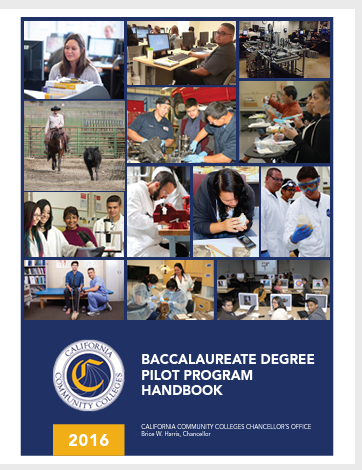 BACCALAUREATE DEGREE
PILOT PROGRAM
HANDBOOK
CALIFORNIA
COMMUNITY COLLEGES
C
CALIFORNIA COMMUNITY COLLEGES CHANCELLOR'S OFFICE
Brice W. Harris, Chancellor
2016